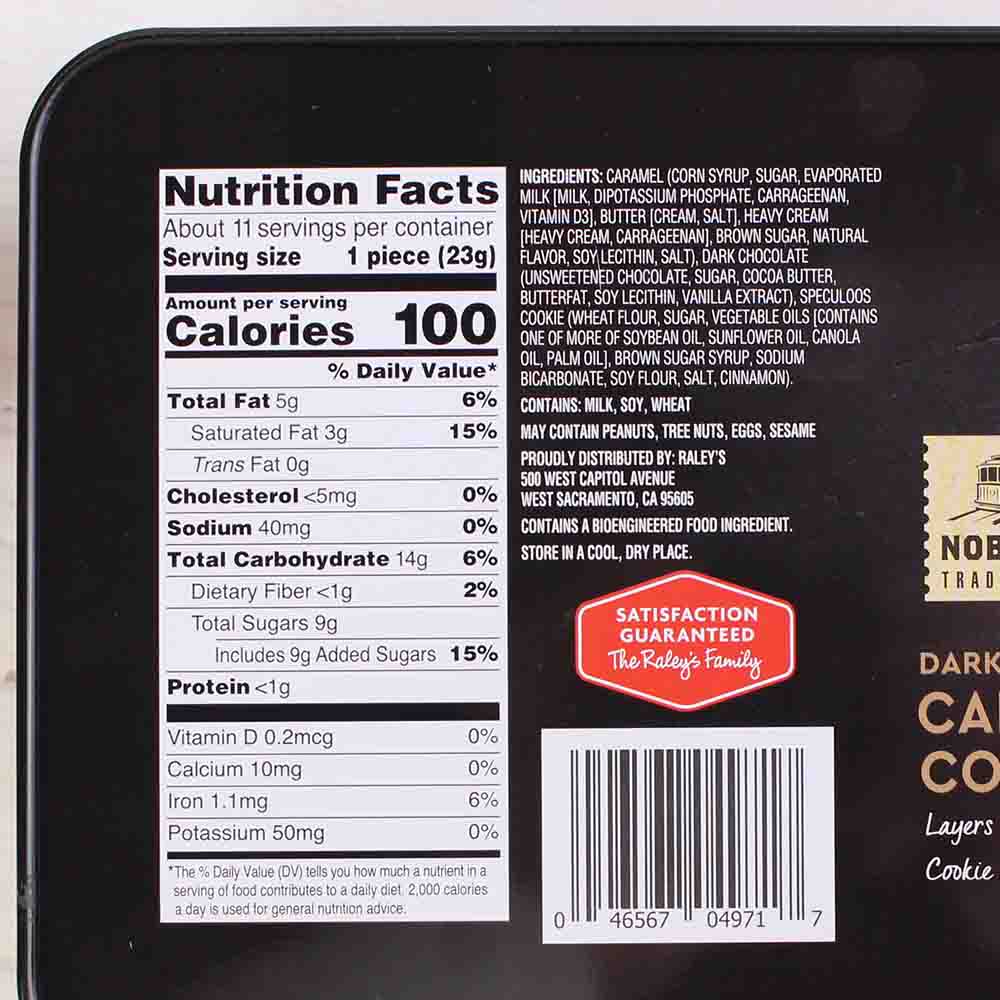 Nutrition Facts
About 11 servings per container
Serving size 1 piece (23g)
Amount per serving
Calories 100
% Daily Value*
Total Fat 5g 6%
Saturated Fat 3g 15%
Trans Fat 0g
Cholesterol <5mg 0%
Sodium 40mg 0%
Total Carbohydrate 14g 6%
Dietary Fiber <1g 2%
Total Sugars 9g
Includes 9g Added Sugars 15%
Protein <1g
Vitamin D 0.2mcg 0%
Calcium 10mg 0%
Iron 1.1mg 6%
Potassium 50mg 0%
*The % Daily Value (DV) tells you how much a nutrient in a
serving of food contributes to a daily diet. 2,000 calories
a day is used for general nutrition advice.
INGREDIENTS: CARAMEL (CORN SYRUP, SUGAR, EVAPORATED
MILK [MILK, DIPOTASSIUM PHOSPHATE, CARRAGEENAN,
VITAMIN D3], BUTTER [CREAM, SALT], HEAVY CREAM
[HEAVY CREAM, CARRAGEENAN], BROWN SUGAR, NATURAL
FLAVOR, SOY LECITHIN, SALT), DARK CHOCOLATE
(UNSWEETENED CHOCOLATE, SUGAR, COCOA BUTTER,
BUTTERFAT, SOY LECITHIN, VANILLA EXTRACT), SPECULOOS
COOKIE (WHEAT FLOUR, SUGAR, VEGETABLE OILS [CONTAINS
ONE OF MORE OF SOYBEAN OIL, SUNFLOWER OIL, CANOLA
OIL, PALM OIL], BROWN SUGAR SYRUP, SODIUM
BICARBONATE, SOY FLOUR, SALT, CINNAMON).
CONTAINS: MILK, SOY, WHEAT
MAY CONTAIN PEANUTS, TREE NUTS, EGGS, SESAME
PROUDLY DISTRIBUTED BY: RALEY'S
500 WEST CAPITOL AVENUE
WEST SACRAMENTO, CA 95605
CONTAINS A BIOENGINEERED FOOD INGREDIENT.
STORE IN A COOL, DRY PLACE.
SATISFACTION
GUARANTEED
The Raley's Family
0 46567 04971 7
NOB
TRAD
DARK
CA
CO
Layers
Cookie